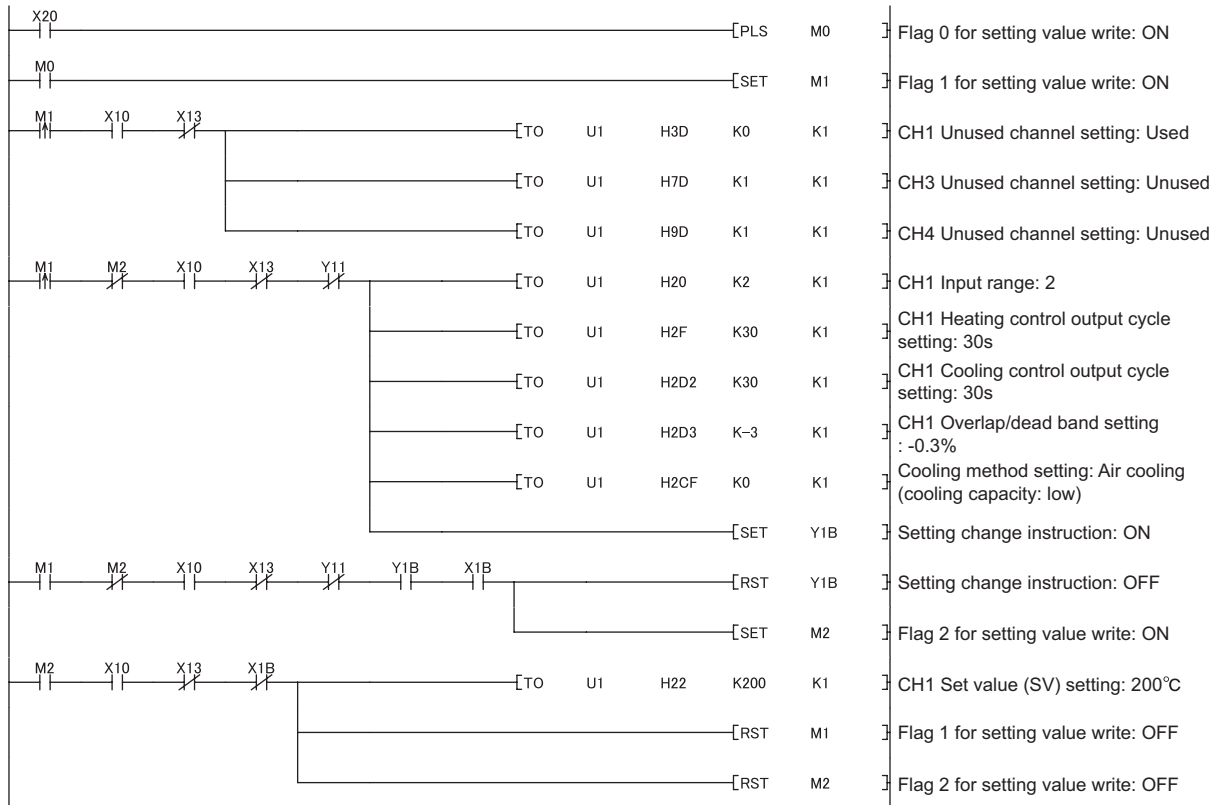 X20
[PLS M0 ] Flag 0 for setting value write: ON
M0
[SET M1 ] Flag 1 for setting value write: ON
M1 X10 X13
[TO U1 H3D K0 K1 ] CH1 Unused channel setting: Used
[TO U1 H7D K1 K1 ] CH3 Unused channel setting: Unused
[TO U1 H9D K1 K1 ] CH4 Unused channel setting: Unused
M1 M2 X10 X13 Y11
[TO U1 H20 K2 K1 ] CH1 Input range: 2
[TO U1 H2F K30 K1 ] CH1 Heating control output cycle
setting: 30s
[TO U1 H2D2 K30 K1 ] CH1 Cooling control output cycle
setting: 30s
[TO U1 H2D3 K-3 K1 ] CH1 Overlap/dead band setting
: -0.3%
[TO U1 H2CF K0 K1 ] Cooling method setting: Air cooling
(cooling capacity: low)
[SET Y1B ] Setting change instruction: ON
M1 M2 X10 X13 Y11 Y1B X1B
[RST Y1B ] Setting change instruction: OFF
[SET M2 ] Flag 2 for setting value write: ON
M2 X10 X13 X1B
[TO U1 H22 K200 K1 ] CH1 Set value (SV) setting: 200℃
[RST M1 ] Flag 1 for setting value write: OFF
[RST M2 ] Flag 2 for setting value write: OFF